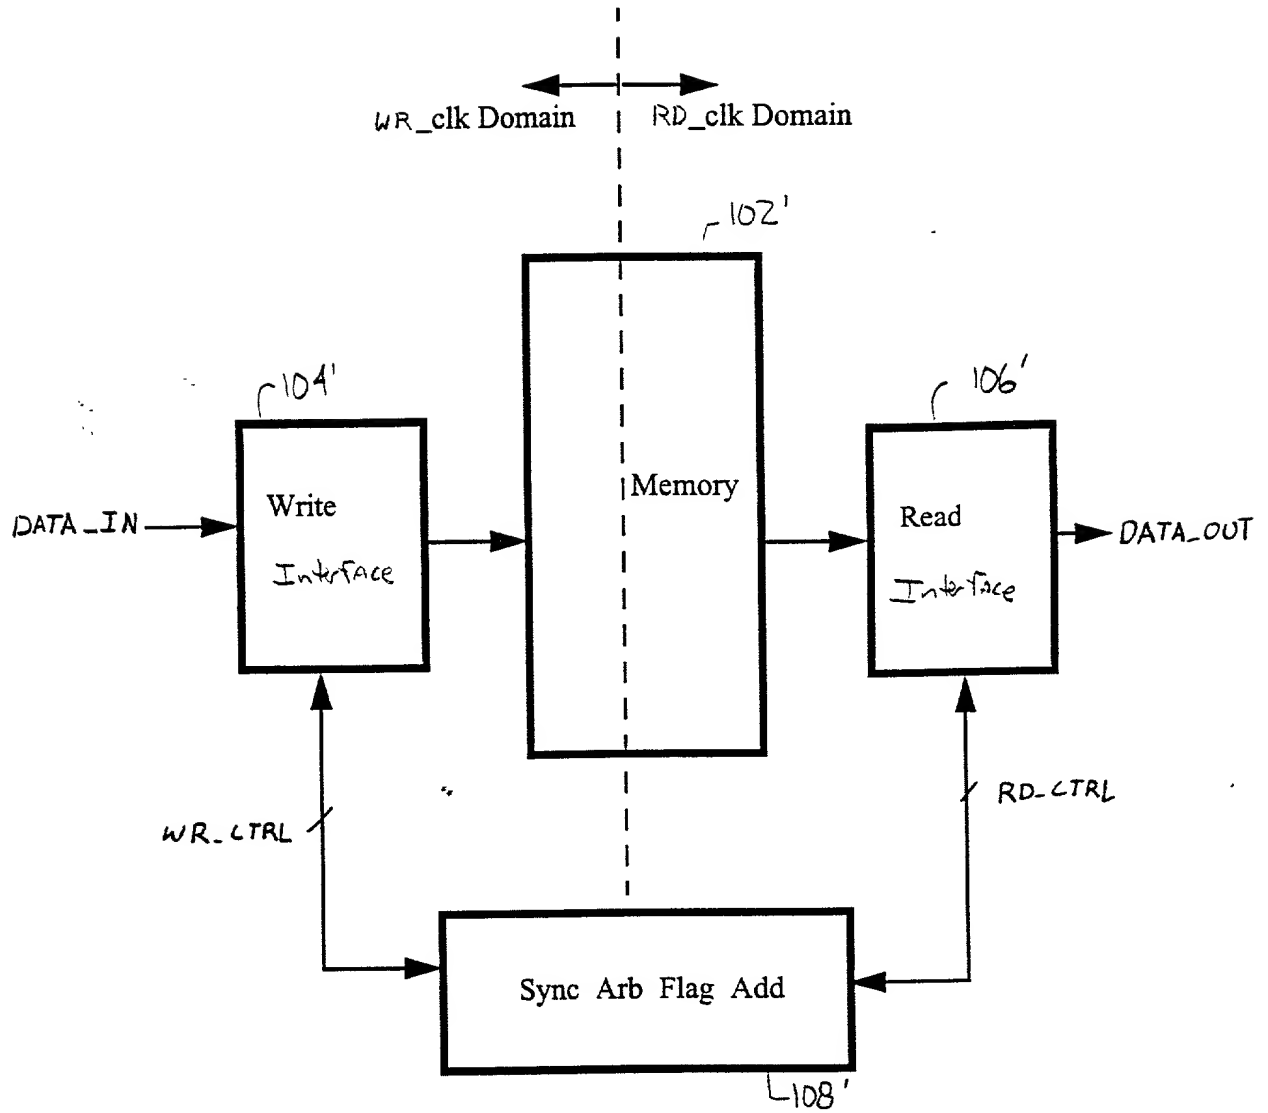 WR_clk Domain
RD_clk Domain
102'
104'
106'
Write
Interface
Memory
Read
Interface
DATA_IN
DATA_OUT
WR_CTRL
RD_CTRL
Sync Arb Flag Add
108'